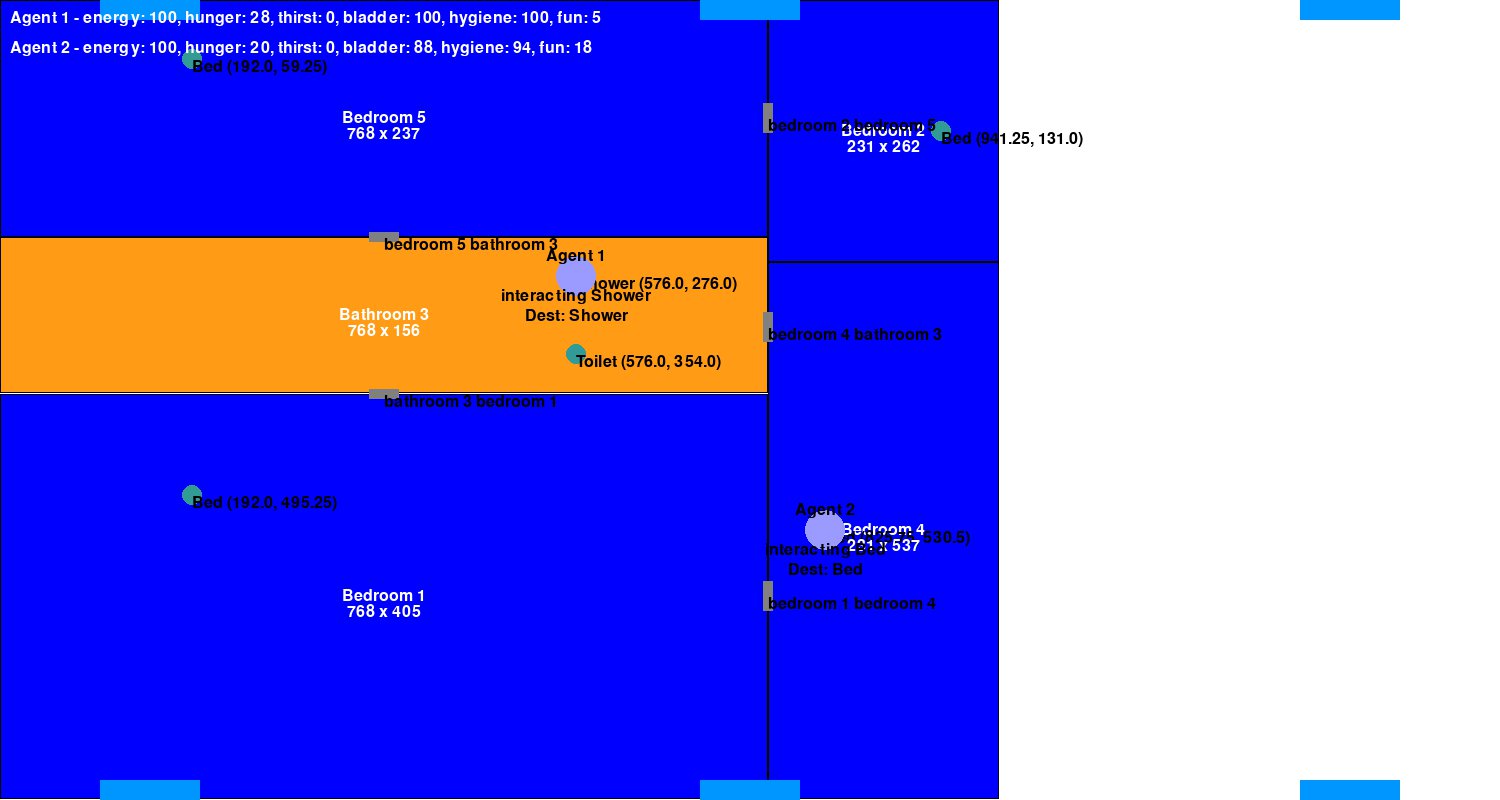 Agent 1 - energy: 100, hunger: 28, thirst: 0, bladder: 100, hygiene: 100, fun: 5
Agent 2 - energy: 100, hunger: 20, thirst: 0, bladder: 88, hygiene: 94, fun: 18
Bed (192.0, 59.25)
Bedroom 5
768 x 237
bedroom 2 bedroom 5
Bedroom 2
231 x 262
Bed (941.25, 131.0)
bedroom 5 bathroom 3
Agent 1
(576.0, 276.0)
interacting Shower
Dest: Shower
Bathroom 3
768 x 156
bedroom 4 bathroom 3
Toilet (576.0, 354.0)
bathroom 3 bedroom 1
Bed (192.0, 495.25)
Agent 2
Bedroom 4
530.5)
231 x 537
interacting Bed
Dest: Bed
Bedroom 1
768 x 405
bedroom 1 bedroom 4